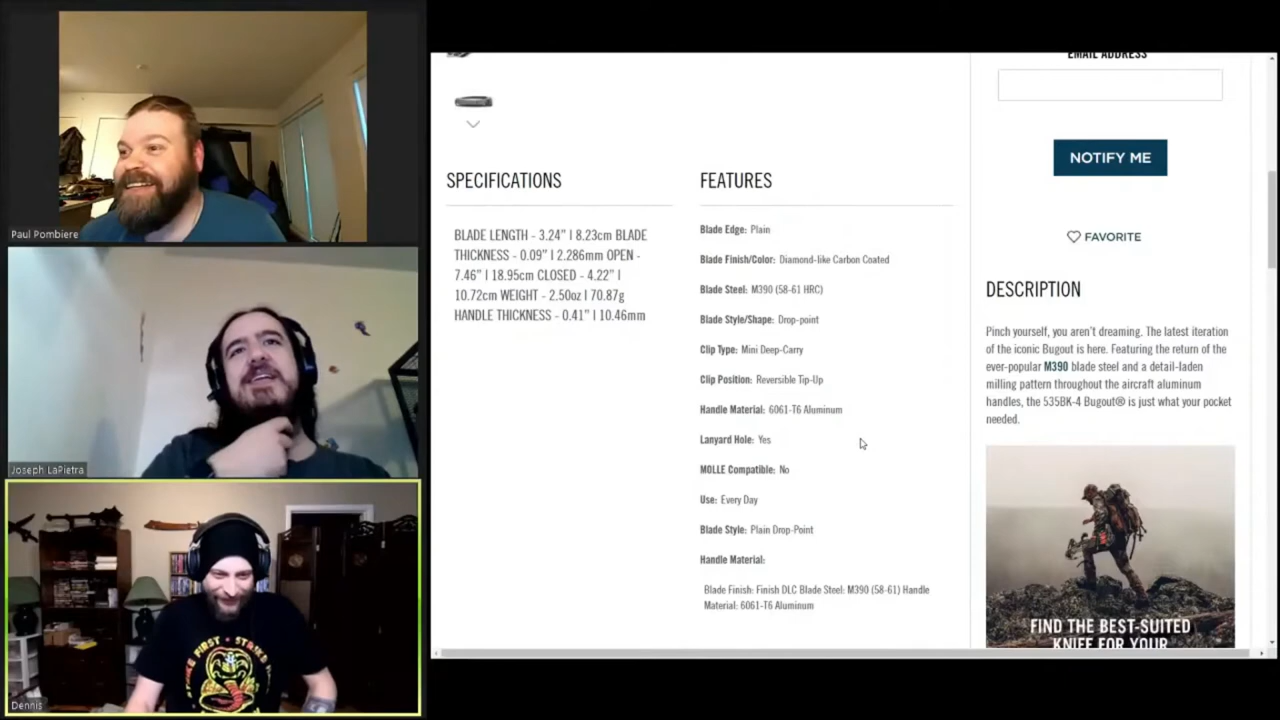 Paul Pombiere
Joseph LaPietra
STRIKE FIRST • STRIKE HARD
Dennis
SPECIFICATIONS
BLADE LENGTH - 3.24" | 8.23cm BLADE
THICKNESS - 0.09" | 2.286mm OPEN -
7.46" | 18.95cm CLOSED - 4.22" |
10.72cm WEIGHT - 2.50oz | 70.87g
HANDLE THICKNESS - 0.41" | 10.46mm
FEATURES
Blade Edge: Plain
Blade Finish/Color: Diamond-like Carbon Coated
Blade Steel: M390 (58-61 HRC)
Blade Style/Shape: Drop-point
Clip Type: Mini Deep-Carry
Clip Position: Reversible Tip-Up
Handle Material: 6061-T6 Aluminum
Lanyard Hole: Yes
MOLLE Compatible: No
Use: Every Day
Blade Style: Plain Drop-Point
Handle Material:
Blade Finish: Finish DLC Blade Steel: M390 (58-61) Handle
Material: 6061-T6 Aluminum
EMAIL ADDRESS
NOTIFY ME
FAVORITE
DESCRIPTION
Pinch yourself, you aren't dreaming. The latest iteration
of the iconic Bugout is here. Featuring the return of the
ever-popular M390 blade steel and a detail-laden
milling pattern throughout the aircraft aluminum
handles, the 535BK-4 Bugout® is just what your pocket
needed.
FIND THE BEST-SUITED
KNIFE FOR YOUR